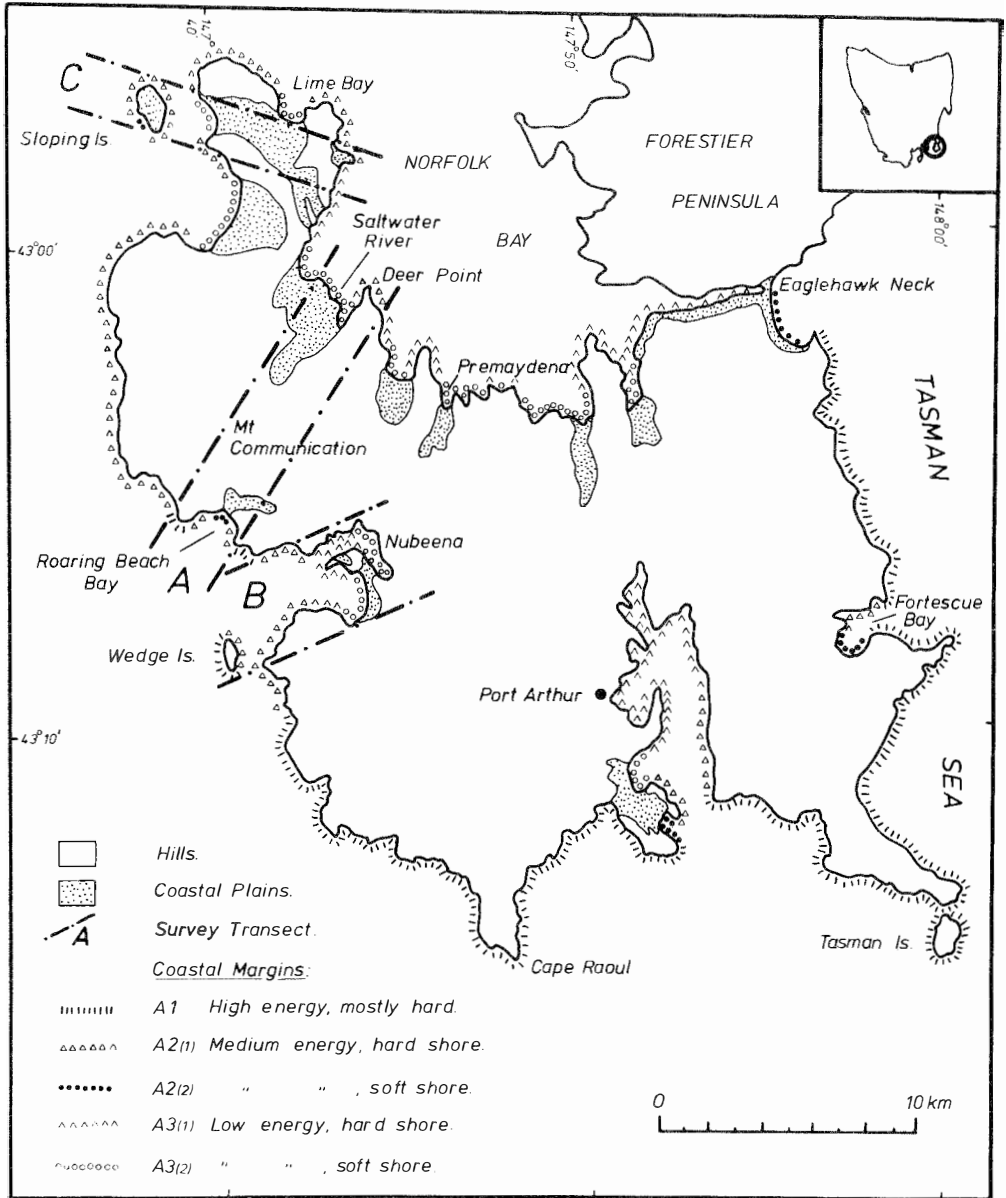 147°
40'
147°50'
148°00'
C
Lime Bay
Sloping Is.
NORFOLK
BAY
FORESTIER
PENINSULA
43°00'
Saltwater
River
Deer Point
Eaglehawk Neck
Premaydena
TASMAN
SEA
Mt
Communication
Roaring Beach
Bay
A
B
Nubeena
Fortescue
Bay
Wedge Is.
Port Arthur
43°10'
Hills.
Coastal Plains.
A
Survey Transect.
Tasman Is.
Cape Raoul
Coastal Margins:
A1 High energy, mostly hard.
A2(1) Medium energy, hard shore.
A2(2) " " , soft shore.
A3(1) Low energy, hard shore.
A3(2) " " , soft shore.
0 10 km